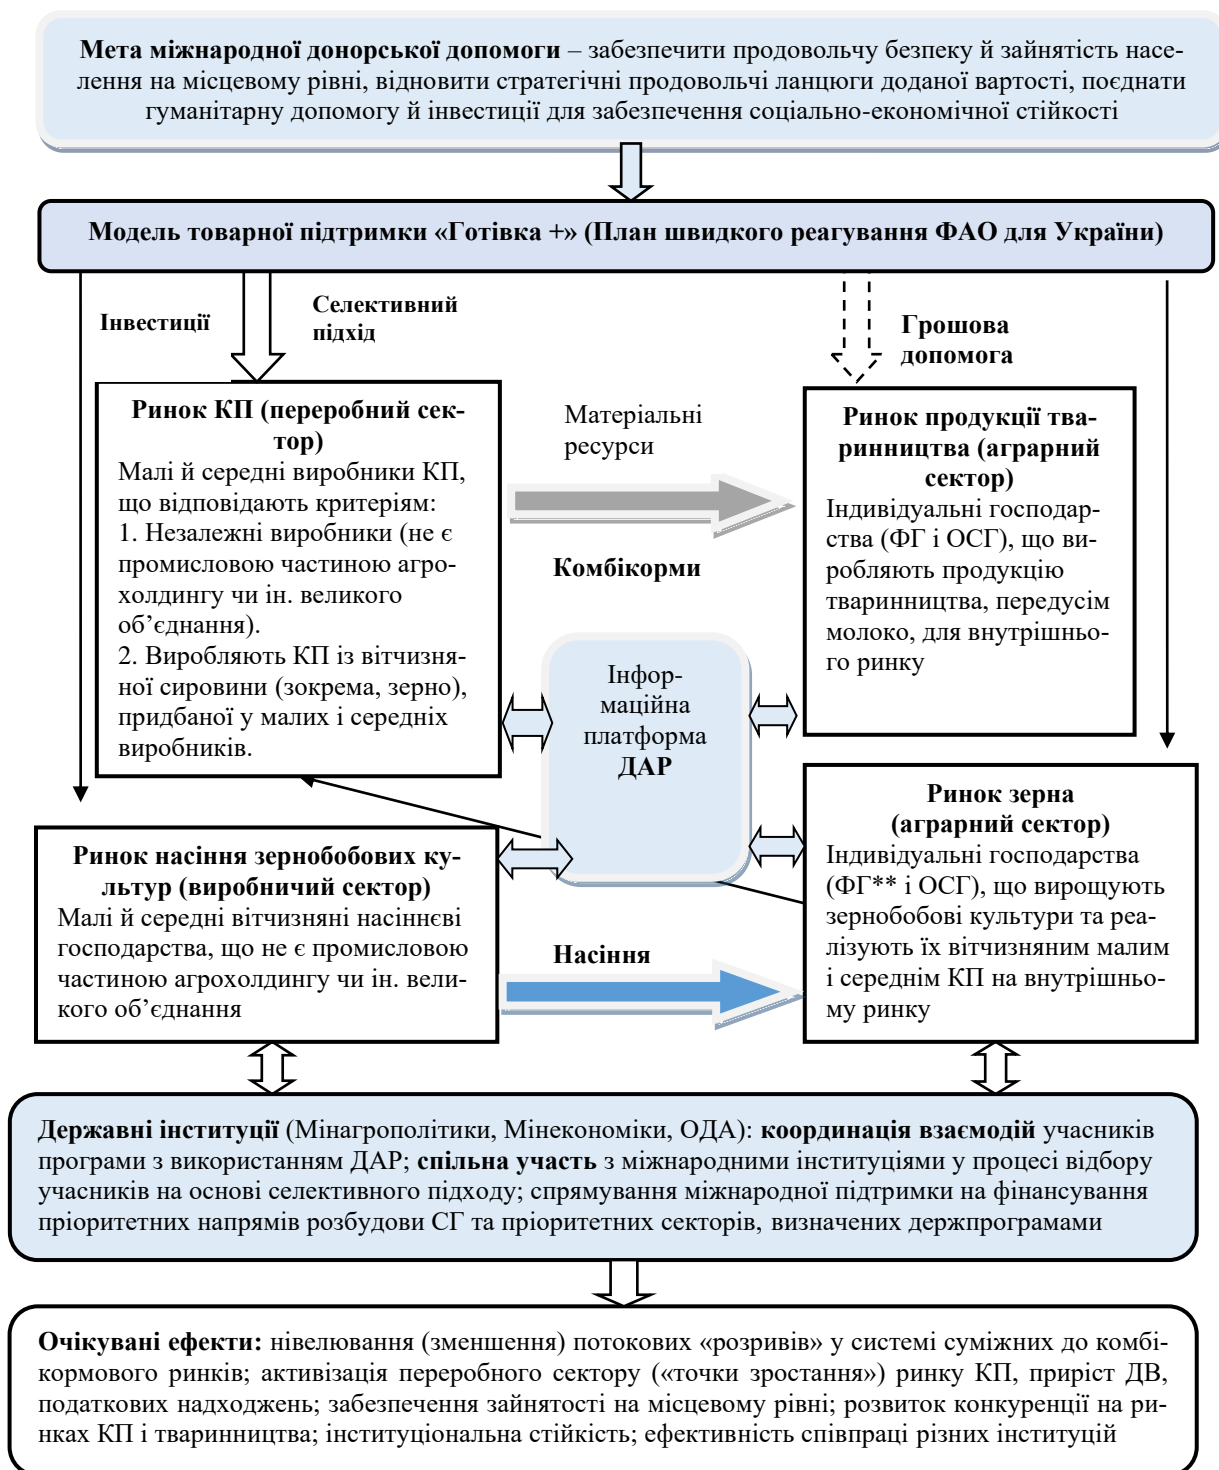 Мета міжнародної донорської допомоги – забезпечити продовольчу безпеку й зайнятість насе-
лення на місцевому рівні, відновити стратегічні продовольчі ланцюги доданої вартості, поєднати
гуманітарну допомогу й інвестиції для забезпечення соціально-економічної стійкості
Модель товарної підтримки «Готівка +» (План швидкого реагування ФАО для України)
Інвестиції
Селективний
підхід
Грошова
допомога
Ринок КП (переробний сек-
тор)
Малі й середні виробники КП,
що відповідають критеріям:
1. Незалежні виробники (не є
промисловою частиною агро-
холдингу чи ін. великого
об’єднання).
2. Виробляють КП із вітчизня-
ної сировини (зокрема, зерно),
придбаної у малих і середніх
виробників.
Матеріальні
ресурси
Комбікорми
Ринок продукції тва-
ринництва (аграрний
сектор)
Індивідуальні господар-
ства (ФГ і ОСГ), що ви-
робляють продукцію
тваринництва, передусім
молоко, для внутрішньо-
го ринку
Інфор-
маційна
платформа
ДАР
Ринок насіння зернобобових ку-
льтур (виробничий сектор)
Малі й середні вітчизняні насіннєві
господарства, що не є промисловою
частиною агрохолдингу чи ін. вели-
кого об’єднання
Насіння
Ринок зерна
(аграрний сектор)
Індивідуальні господарства
(ФГ** і ОСГ), що вирощують
зернобобові культури та реа-
лізують їх вітчизняним малим
і середнім КП на внутрішньо-
му ринку
Державні інституції (Мінагрополітики, Мінекономіки, ОДА): координація взаємодій учасників
програми з використанням ДАР; спільна участь з міжнародними інституціями у процесі відбору
учасників на основі селективного підходу; спрямування міжнародної підтримки на фінансування
пріоритетних напрямів розбудови СГ та пріоритетних секторів, визначених держпрограмами
Очікувані ефекти: нівелювання (зменшення) потокових «розривів» у системі суміжних до комбі-
кормового ринків; активізація переробного сектору («точки зростання») ринку КП, приріст ДВ,
податкових надходжень; забезпечення зайнятості на місцевому рівні; розвиток конкуренції на ри-
нках КП і тваринництва; інституціональна стійкість; ефективність співпраці різних інституцій